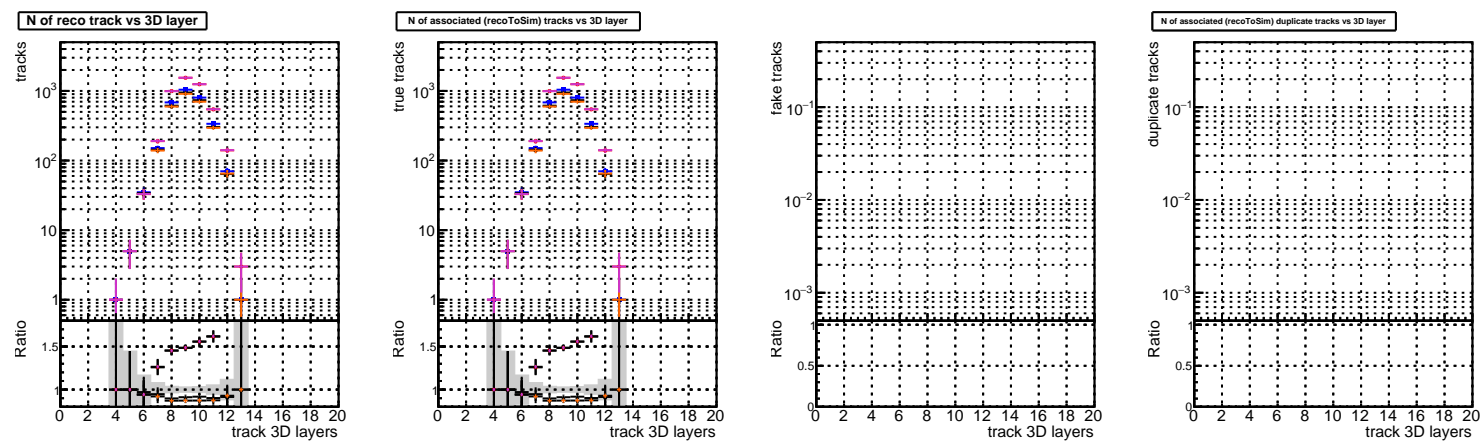 N of reco track vs 3D layer
tracks
10³
10²
10
1
Ratio
1.5
1
0 2 4 6 8 10 12 14 16 18 20
track 3D layers
N of associated (recoToSim) tracks vs 3D layer
true tracks
10³
10²
10
1
Ratio
1.5
1
0 2 4 6 8 10 12 14 16 18 20
track 3D layers
fake tracks
10⁻¹
10⁻²
10⁻³
Ratio
1
0.5
0
0 2 4 6 8 10 12 14 16 18 20
track 3D layers
N of associated (recoToSim) duplicate tracks vs 3D layer
duplicate tracks
10⁻¹
10⁻²
10⁻³
Ratio
1
0.5
0
0 2 4 6 8 10 12 14 16 18 20
track 3D layers